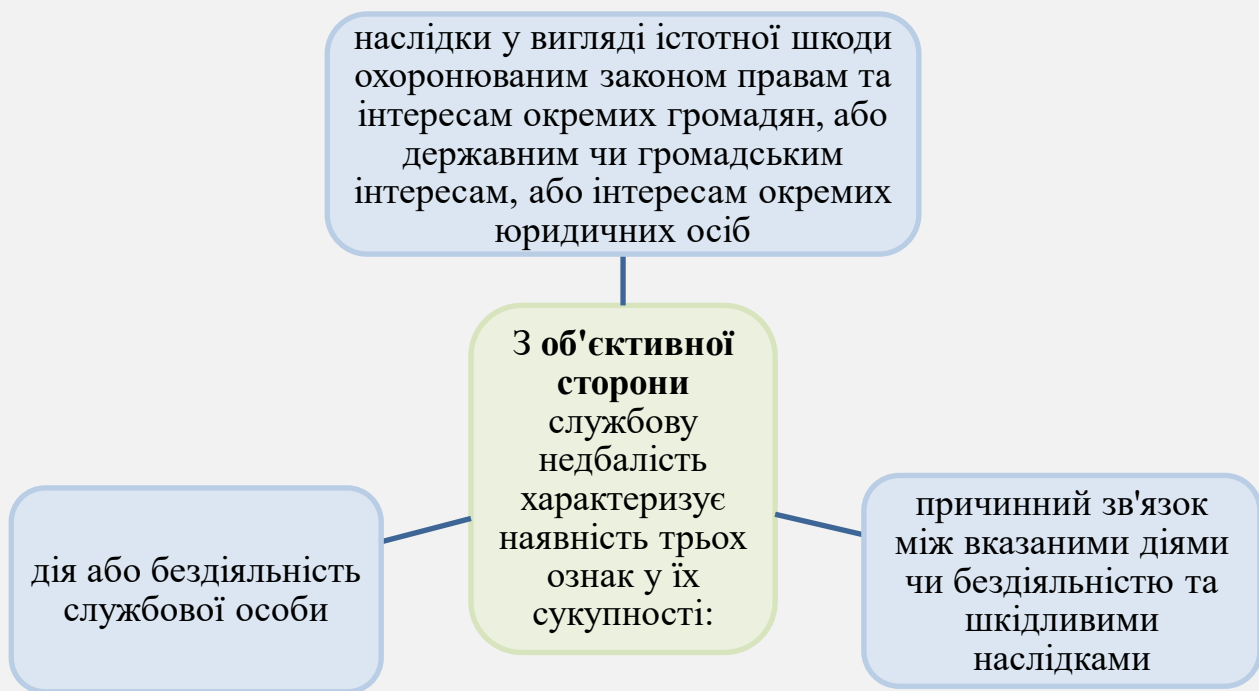 наслідки у вигляді істотної шкоди
охоронюваним законом правам та
інтересам окремих громадян, або
державним чи громадським
інтересам, або інтересам окремих
юридичних осіб
З об'єктивної
сторони
службову
недбалість
характеризує
наявність трьох
ознак у їх
сукупності:
дія або бездіяльність
службової особи
причинний зв'язок
між вказаними діями
чи бездіяльністю та
шкідливими
наслідками